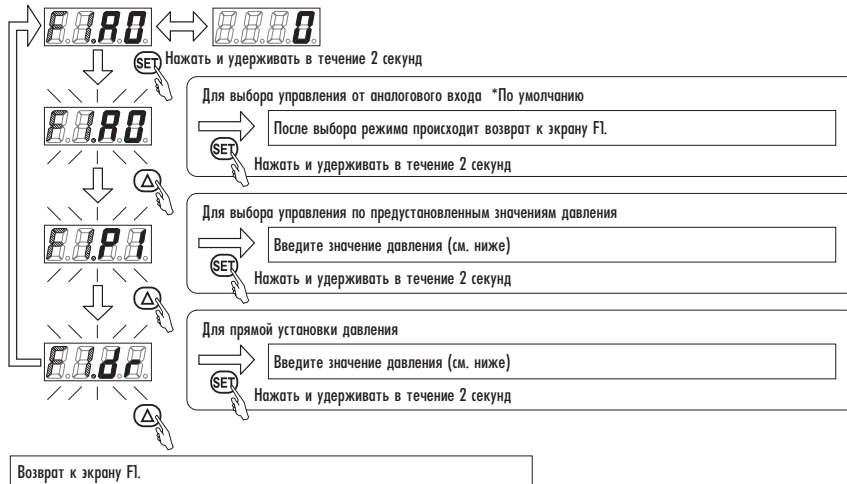 F1.A0 0
SET Нажать и удерживать в течение 2 секунд
F1.A0
Для выбора управления от аналогового входа *По умолчанию
После выбора режима происходит возврат к экрану F1.
SET
Нажать и удерживать в течение 2 секунд
F1.P1
Для выбора управления по предустановленным значениям давления
Введите значение давления (см. ниже)
SET
Нажать и удерживать в течение 2 секунд
F1.dr
Для прямой установки давления
Введите значение давления (см. ниже)
SET
Нажать и удерживать в течение 2 секунд
Возврат к экрану F1.